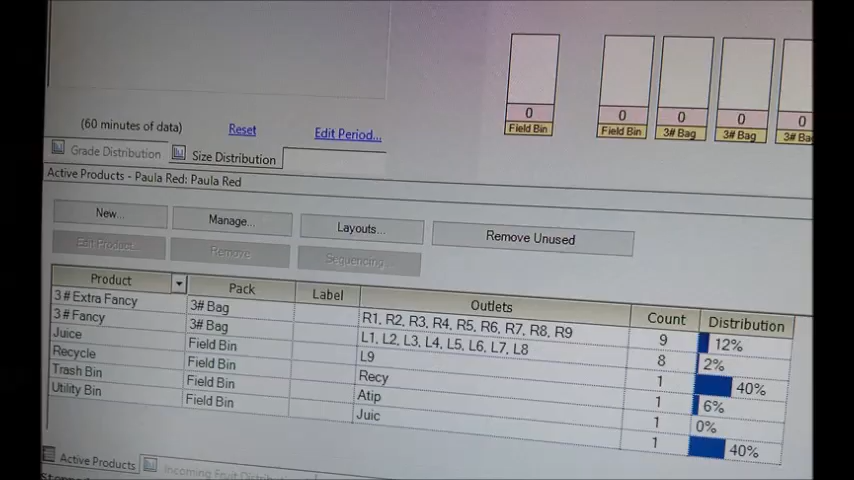 0
Field Bin
0
Field Bin
0
3# Bag
0
3# Bag
0
3# Ba
(60 minutes of data)
Reset
Edit Period...
Grade Distribution
Size Distribution
Active Products - Paula Red: Paula Red
New...
Manage...
Layouts...
Remove Unused
Edit Product...
Remove
Sequencing...
Product Pack Label Outlets Count Distribution
3# Extra Fancy 3# Bag R1, R2, R3, R4, R5, R6, R7, R8, R9 9 12%
3# Fancy 3# Bag L1, L2, L3, L4, L5, L6, L7, L8 8 2%
Juice Field Bin L9 1 40%
Recycle Field Bin Recy 1 6%
Trash Bin Field Bin Atip 1 0%
Utility Bin Field Bin Juic 1 40%
Active Products
Incoming Fruit